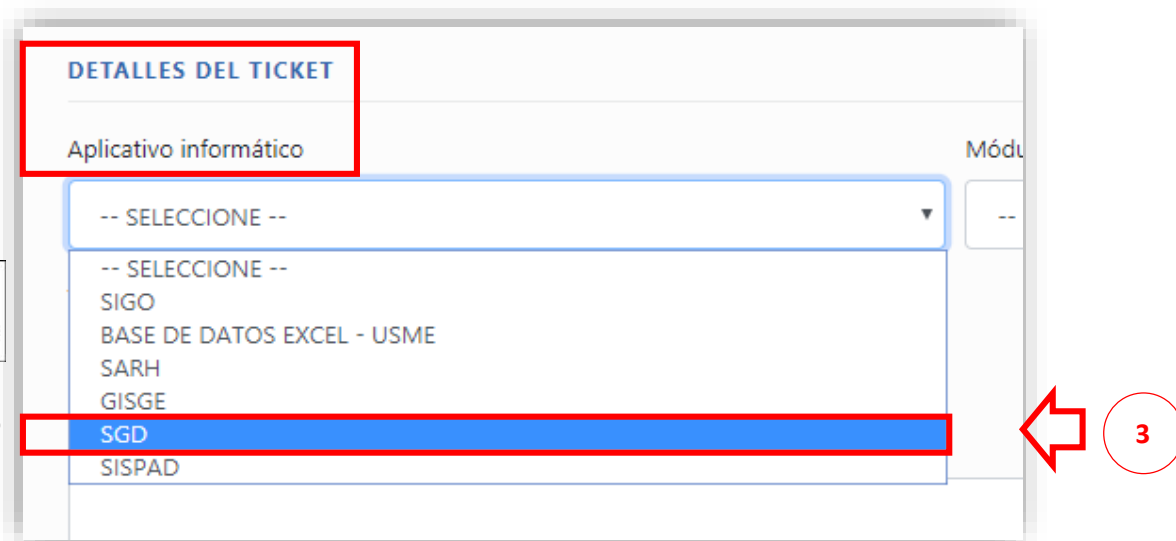 DETALLES DEL TICKET
Aplicativo informático
Módu
-- SELECCIONE --
--
-- SELECCIONE --
SIGO
BASE DE DATOS EXCEL - USME
SARH
GISGE
SGD
3
SISPAD